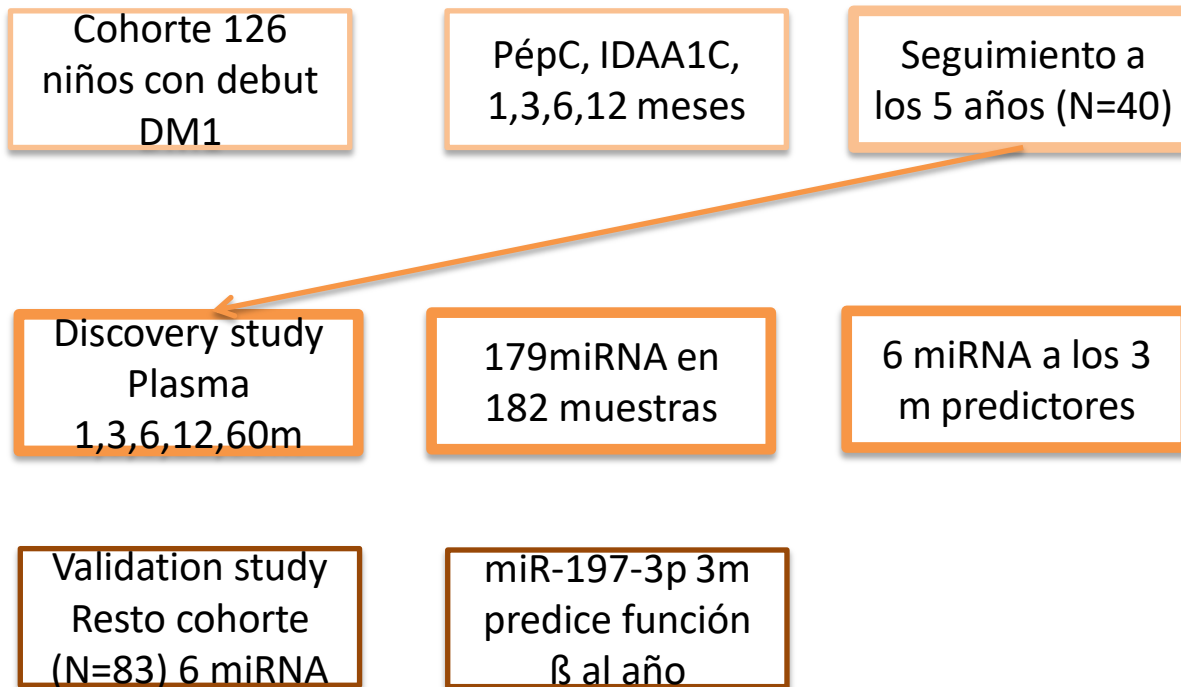 Cohorte 126
niños con debut
DM1
PépC, IDAA1C,
1,3,6,12 meses
Seguimiento a
los 5 años (N=40)
Discovery study
Plasma
1,3,6,12,60m
179miRNA en
182 muestras
6 miRNA a los 3
m predictores
Validation study
Resto cohorte
(N=83) 6 miRNA
miR-197-3p 3m
predice función
ß al año